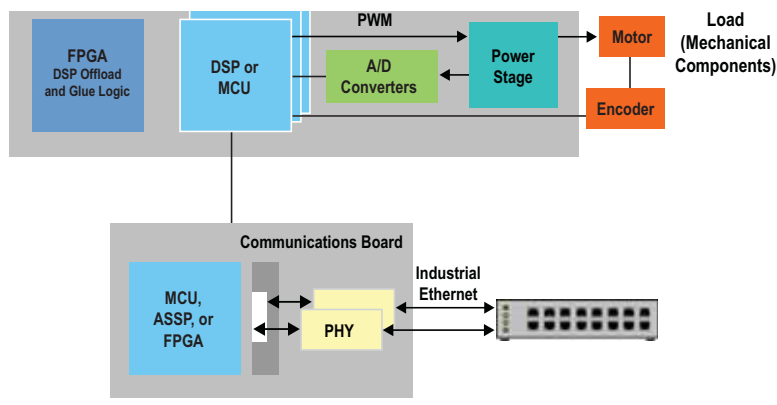 FPGA
DSP Offload
and Glue Logic
DSP or
MCU
PWM
A/D
Converters
Power
Stage
Motor
Encoder
Load
(Mechanical
Components)
Communications Board
MCU,
ASSP, or
FPGA
PHY
Industrial
Ethernet